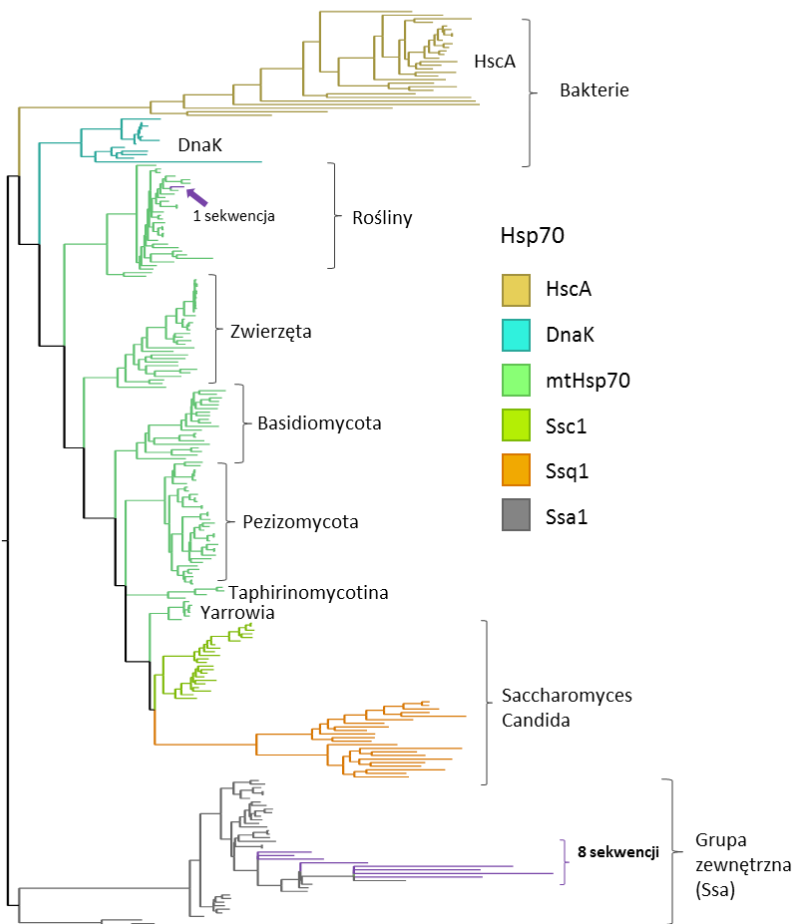 HscA
Bakterie
DnaK
1 sekwencja
Rośliny
Hsp70
HscA
DnaK
mtHsp70
Ssc1
Ssq1
Ssa1
Zwierzęta
Basidiomycota
Pezizomycota
Taphirinomycotina
Yarrowia
Saccharomyces
Candida
8 sekwencji
Grupa
zewnętrzna
(Ssa)